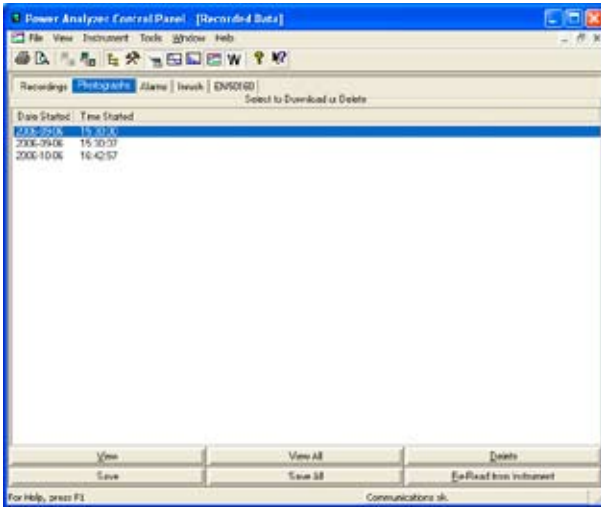 Power Analyzer Control Panel - [Recorded Data]
File View Instrument Tools Window Help
W
Recordings Photographs Alarms Inrush EN50160
Select to Download or Delete
Date Started Time Started
2006-09-06 15:30:00
2006-09-06 15:30:37
2006-10-06 16:42:57
View View All Delete
Save Save All Re-Read from instrument
For Help, press F1 Communications ok.